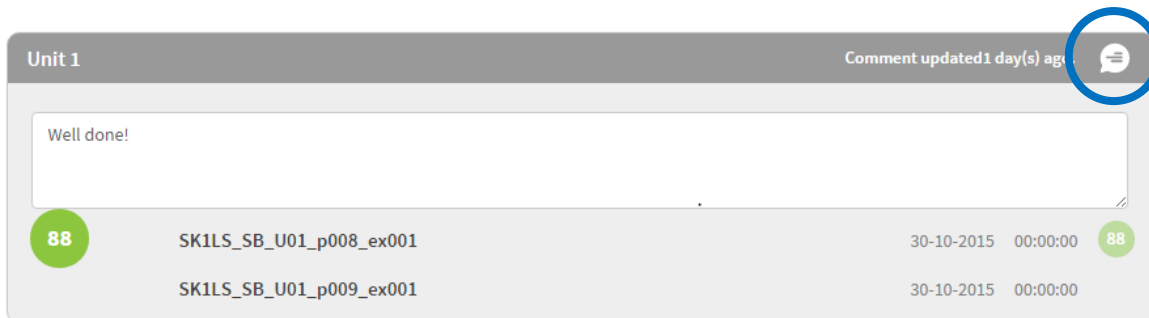 Unit 1 Comment updated1 day(s) ago
Well done!
88 SK1LS_SB_U01_p008_ex001 30-10-2015 00:00:00 88
SK1LS_SB_U01_p009_ex001 30-10-2015 00:00:00